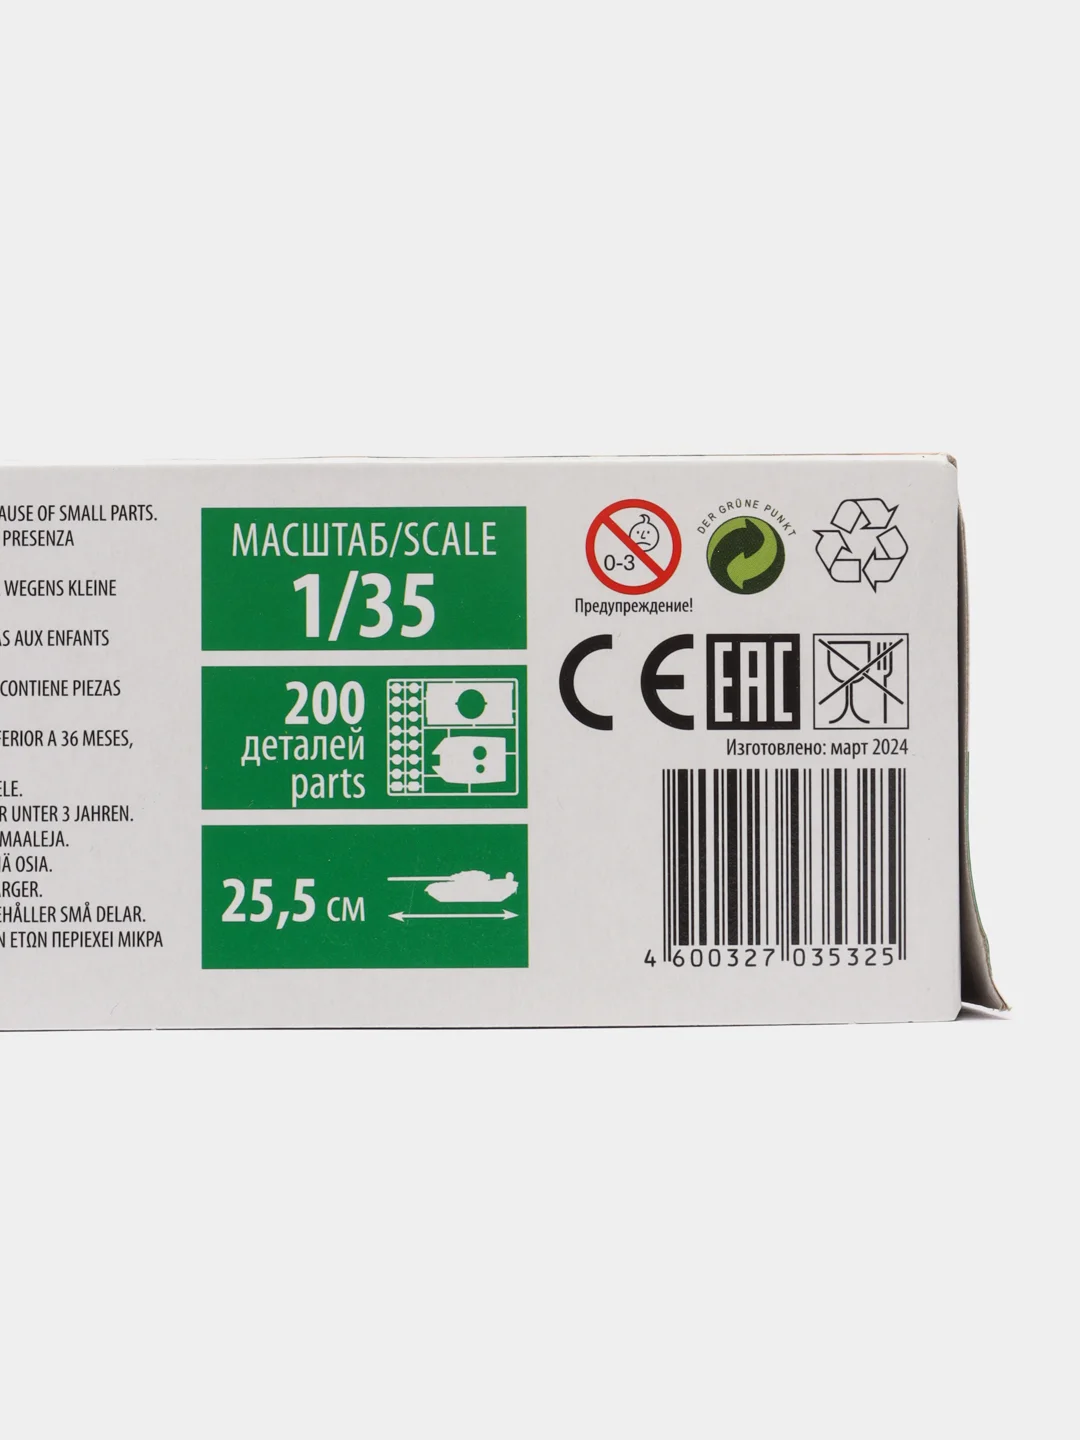 AUSE OF SMALL PARTS.
PRESENZA
WEGENS KLEINE
AS AUX ENFANTS
CONTIENE PIEZAS
FERIOR A 36 MESES,
ELE.
R UNTER 3 JAHREN.
MAALEJA.
Ä OSIA.
ARGER.
EHÅLLER SMÅ DELAR.
Ν ΕΤΩΝ ΠΕΡΙΕΧΕΙ ΜΙΚΡΑ
МАСШТАБ/SCALE
1/35
200
деталей
parts
25,5 см
0-3
Предупреждение!
DER GRÜNE PUNKT
CE EAC
Изготовлено: март 2024
4 600327 035325